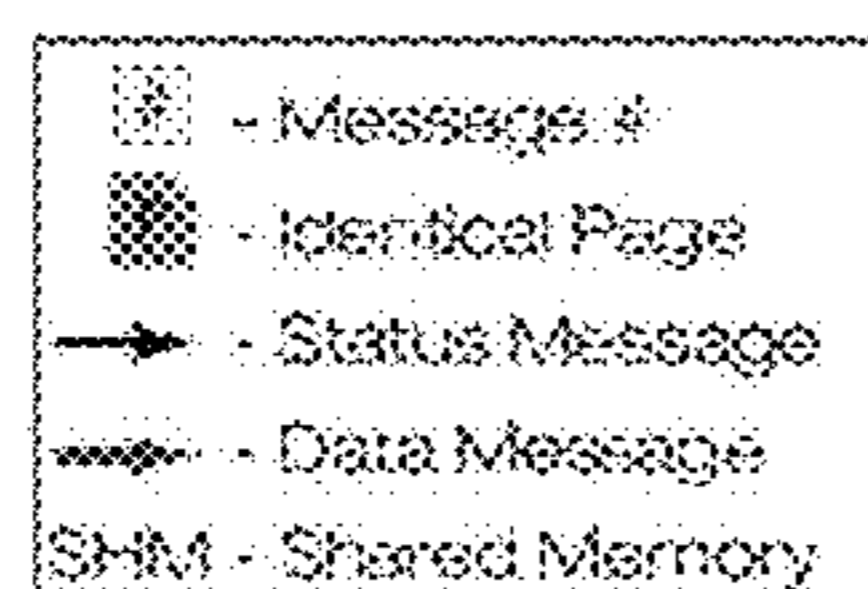 # - Message #
- Identical Page
- Status Message
- Data Message
SHM - Shared Memory